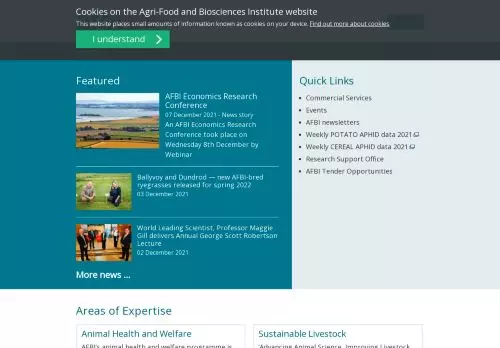 Cookies on the Agri-Food and Biosciences Institute website
This website places small amounts of information known as cookies on your device. Find out more about cookies
I understand
Featured
AFBI Economics Research
Conference
07 December 2021 - News story
An AFBI Economics Research
Conference took place on
Wednesday 8th December by
Webinar
Ballyvoy and Dundrod — new AFBI-bred
ryegrasses released for spring 2022
03 December 2021
World Leading Scientist, Professor Maggie
Gill delivers Annual George Scott Robertson
Lecture
02 December 2021
More news ...
Quick Links
Commercial Services
Events
AFBI newsletters
Weekly POTATO APHID data 2021
Weekly CEREAL APHID data 2021
Research Support Office
AFBI Tender Opportunities
Areas of Expertise
Animal Health and Welfare
AFBI's animal health and welfare programme is
Sustainable Livestock
'Advancing Animal Science, Improving Livestock